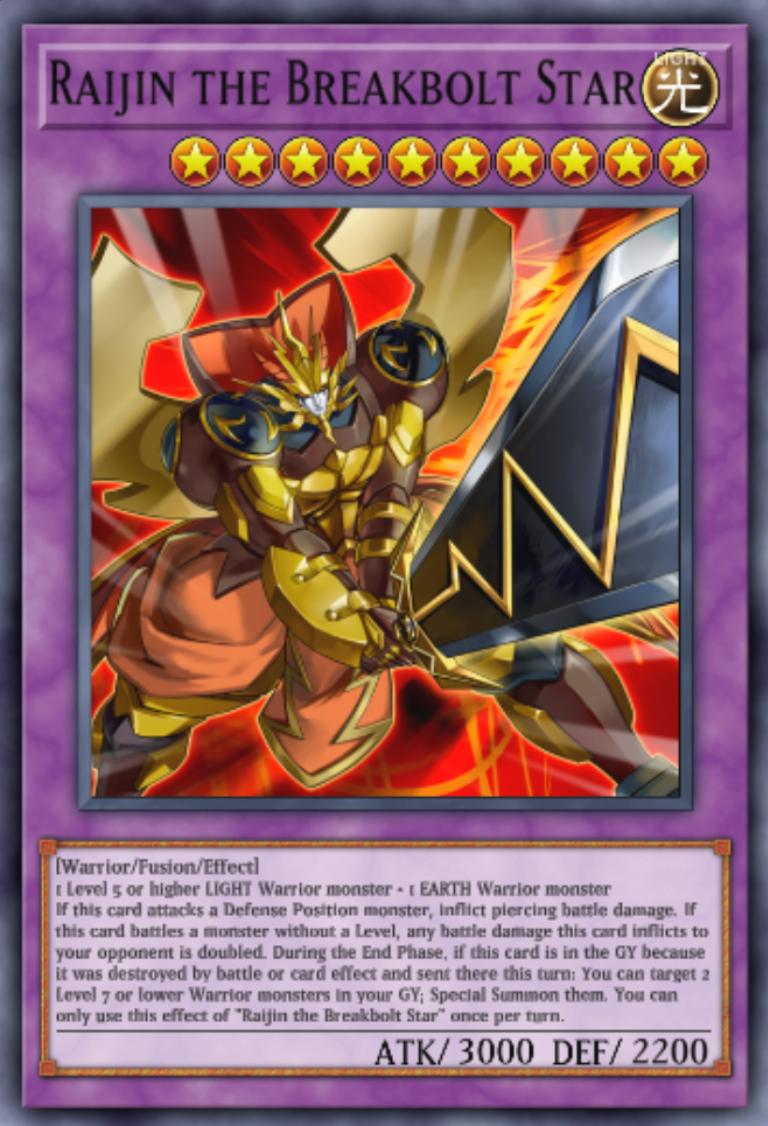 Raijin the Breakbolt Star
LIGHT
光
[Warrior/Fusion/Effect]
1 Level 5 or higher LIGHT Warrior monster - 1 EARTH Warrior monster
If this card attacks a Defense Position monster, inflict piercing battle damage. If
this card battles a monster without a Level, any battle damage this card inflicts to
your opponent is doubled. During the End Phase, if this card is in the GY because
it was destroyed by battle or card effect and sent there this turn: You can target 2
Level 7 or lower Warrior monsters in your GY; Special Summon them. You can
only use this effect of "Raijin the Breakbolt Star" once per turn.
ATK/ 3000 DEF/ 2200